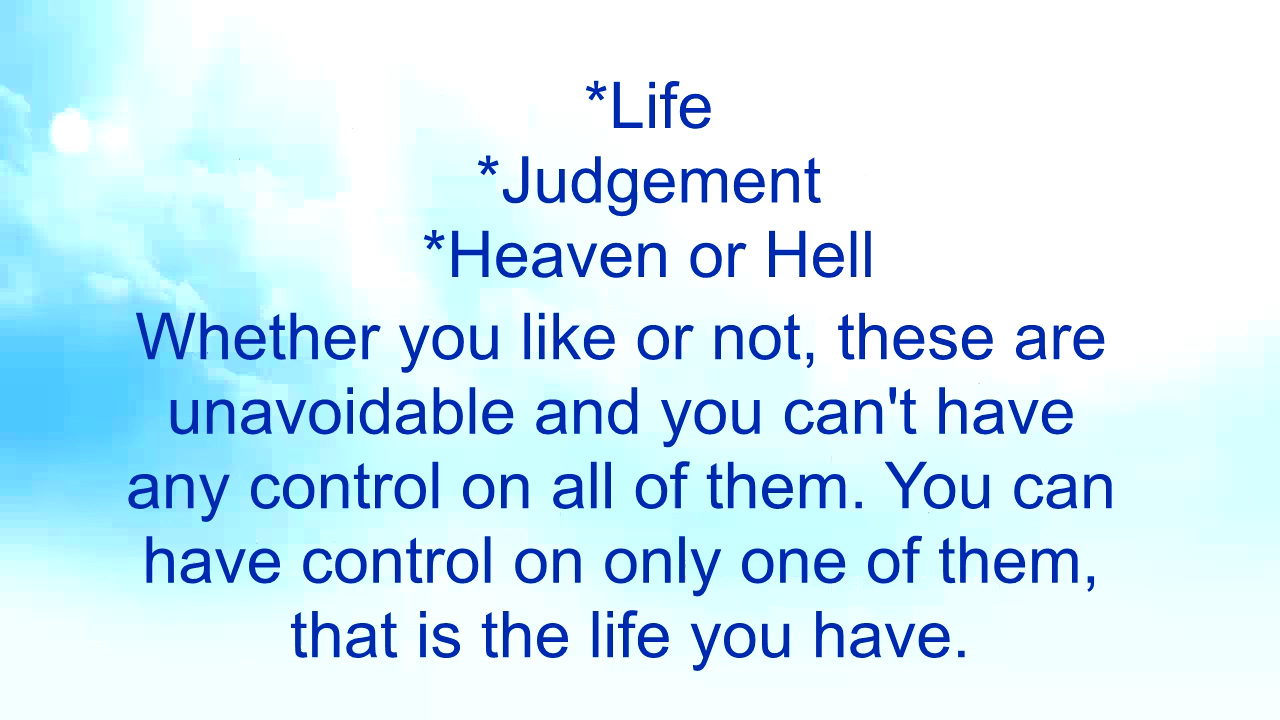 *Life
*Judgement
*Heaven or Hell
Whether you like or not, these are
unavoidable and you can't have
any control on all of them. You can
have control on only one of them,
that is the life you have.